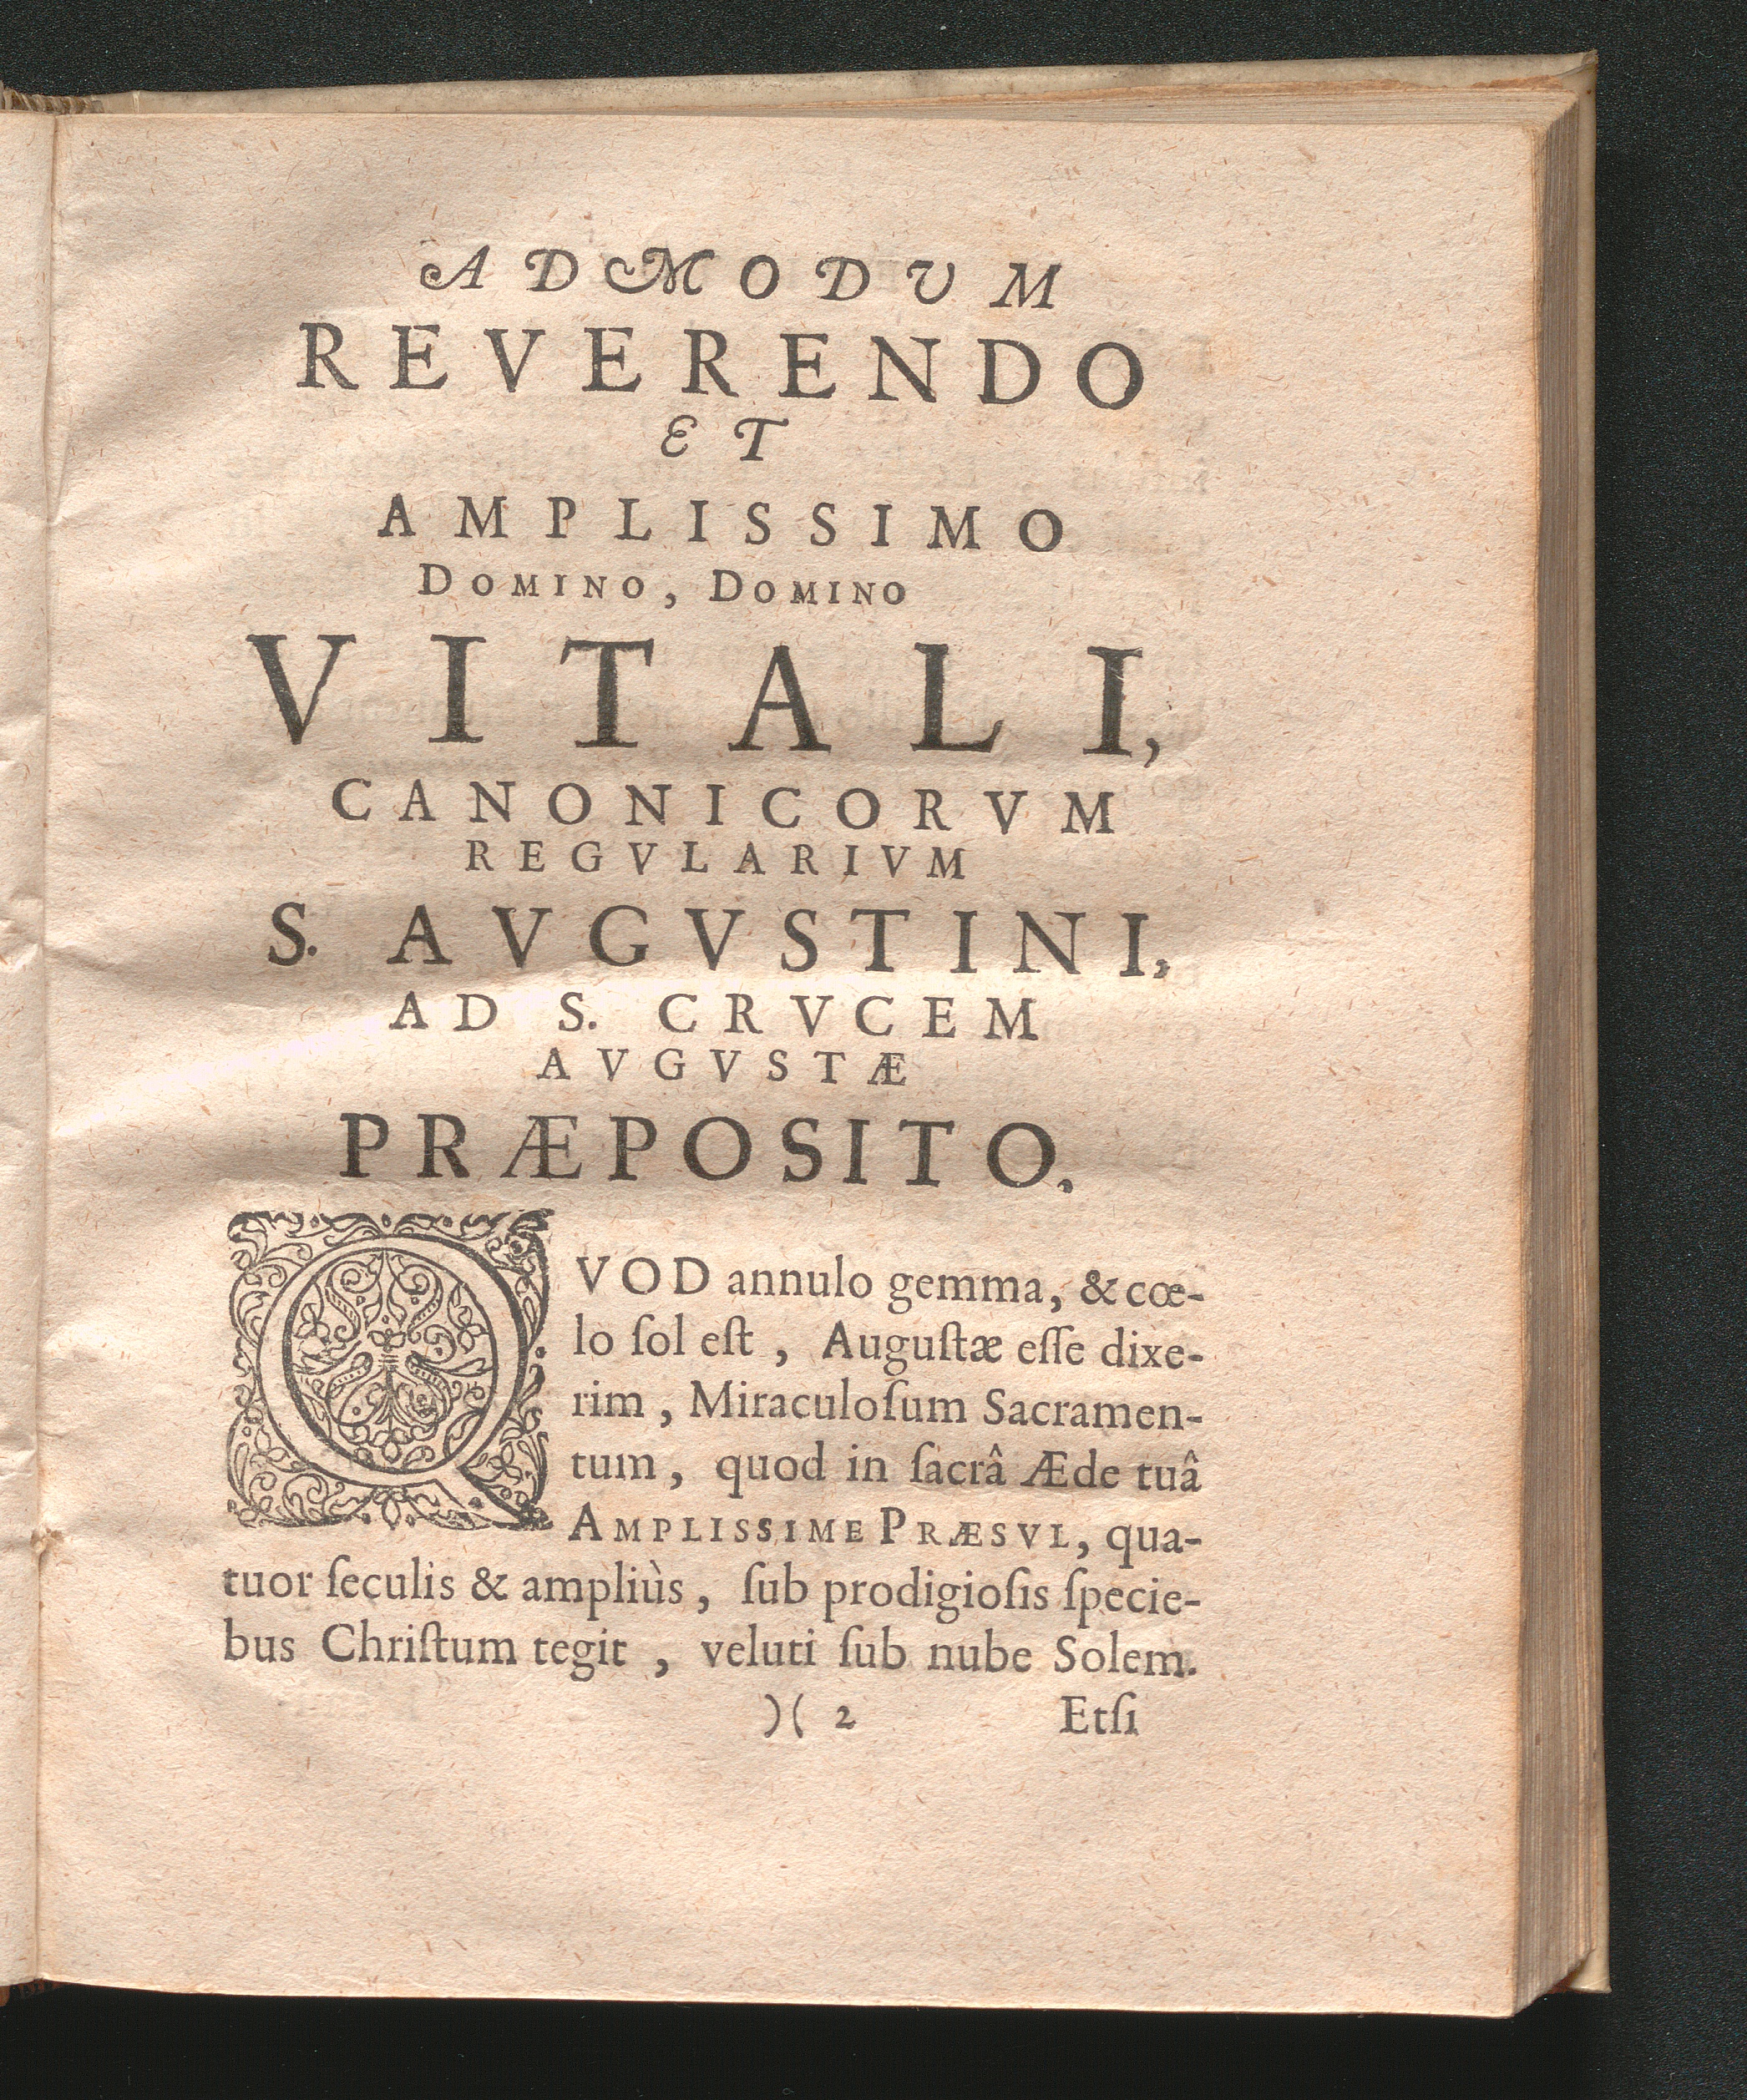 ADMODVM
REVERENDO
ET
AMPLISSIMO
DOMINO, DOMINO
VITALI,
CANONICORVM
REGVLARIVM
S. AVGVSTINI,
AD S. CRVCEM
AVGVSTÆ
PRÆPOSITO.
QVOD annulo gemma, & cœ-
lo ſol eſt, Auguſtæ eſſe dixe-
rim, Miraculoſum Sacramen-
tum, quod in ſacrâ Æde tuâ
AMPLISSIME PRÆSVL, qua-
tuor ſeculis & ampliùs, ſub prodigioſis ſpecie-
bus Chriſtum tegit, veluti ſub nube Solem.
)( 2 Etſi